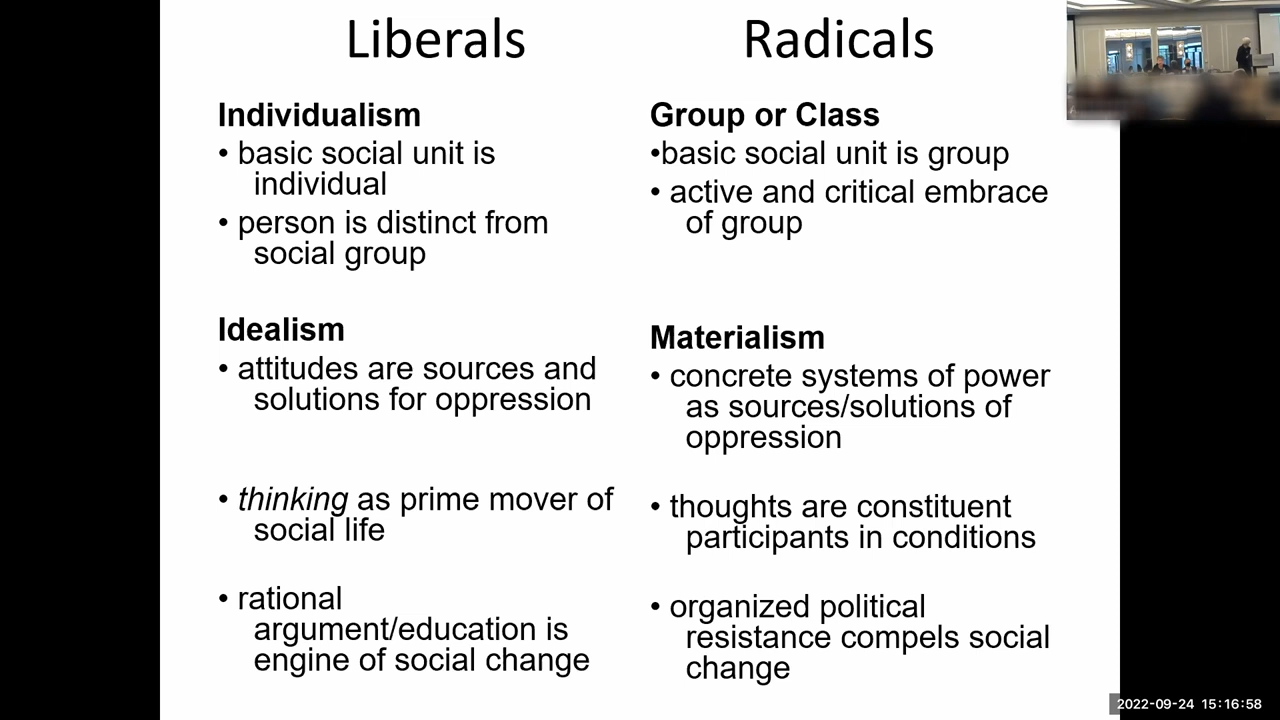 Liberals
Individualism
• basic social unit is
individual
• person is distinct from
social group
Idealism
• attitudes are sources and
solutions for oppression
• thinking as prime mover of
social life
• rational
argument/education is
engine of social change
Radicals
Group or Class
•basic social unit is group
• active and critical embrace
of group
Materialism
• concrete systems of power
as sources/solutions of
oppression
• thoughts are constituent
participants in conditions
• organized political
resistance compels social
change
2022-09-24 15:16:58